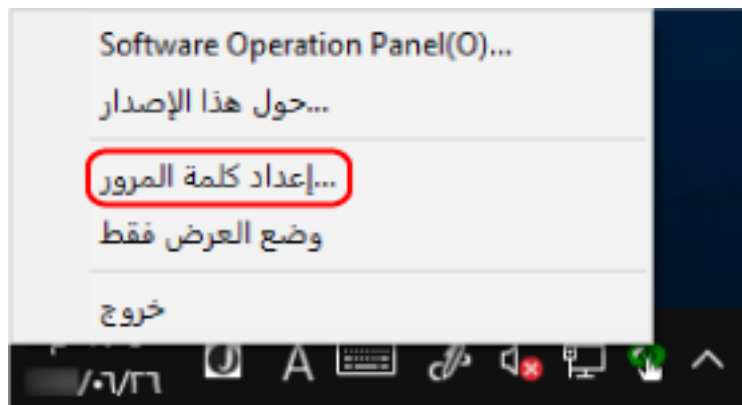 Software Operation Panel(O)...
حول هذا الإصدار...
إعداد كلمة المرور...
وضع العرض فقط
خروج
A
/٠٦/٢٦